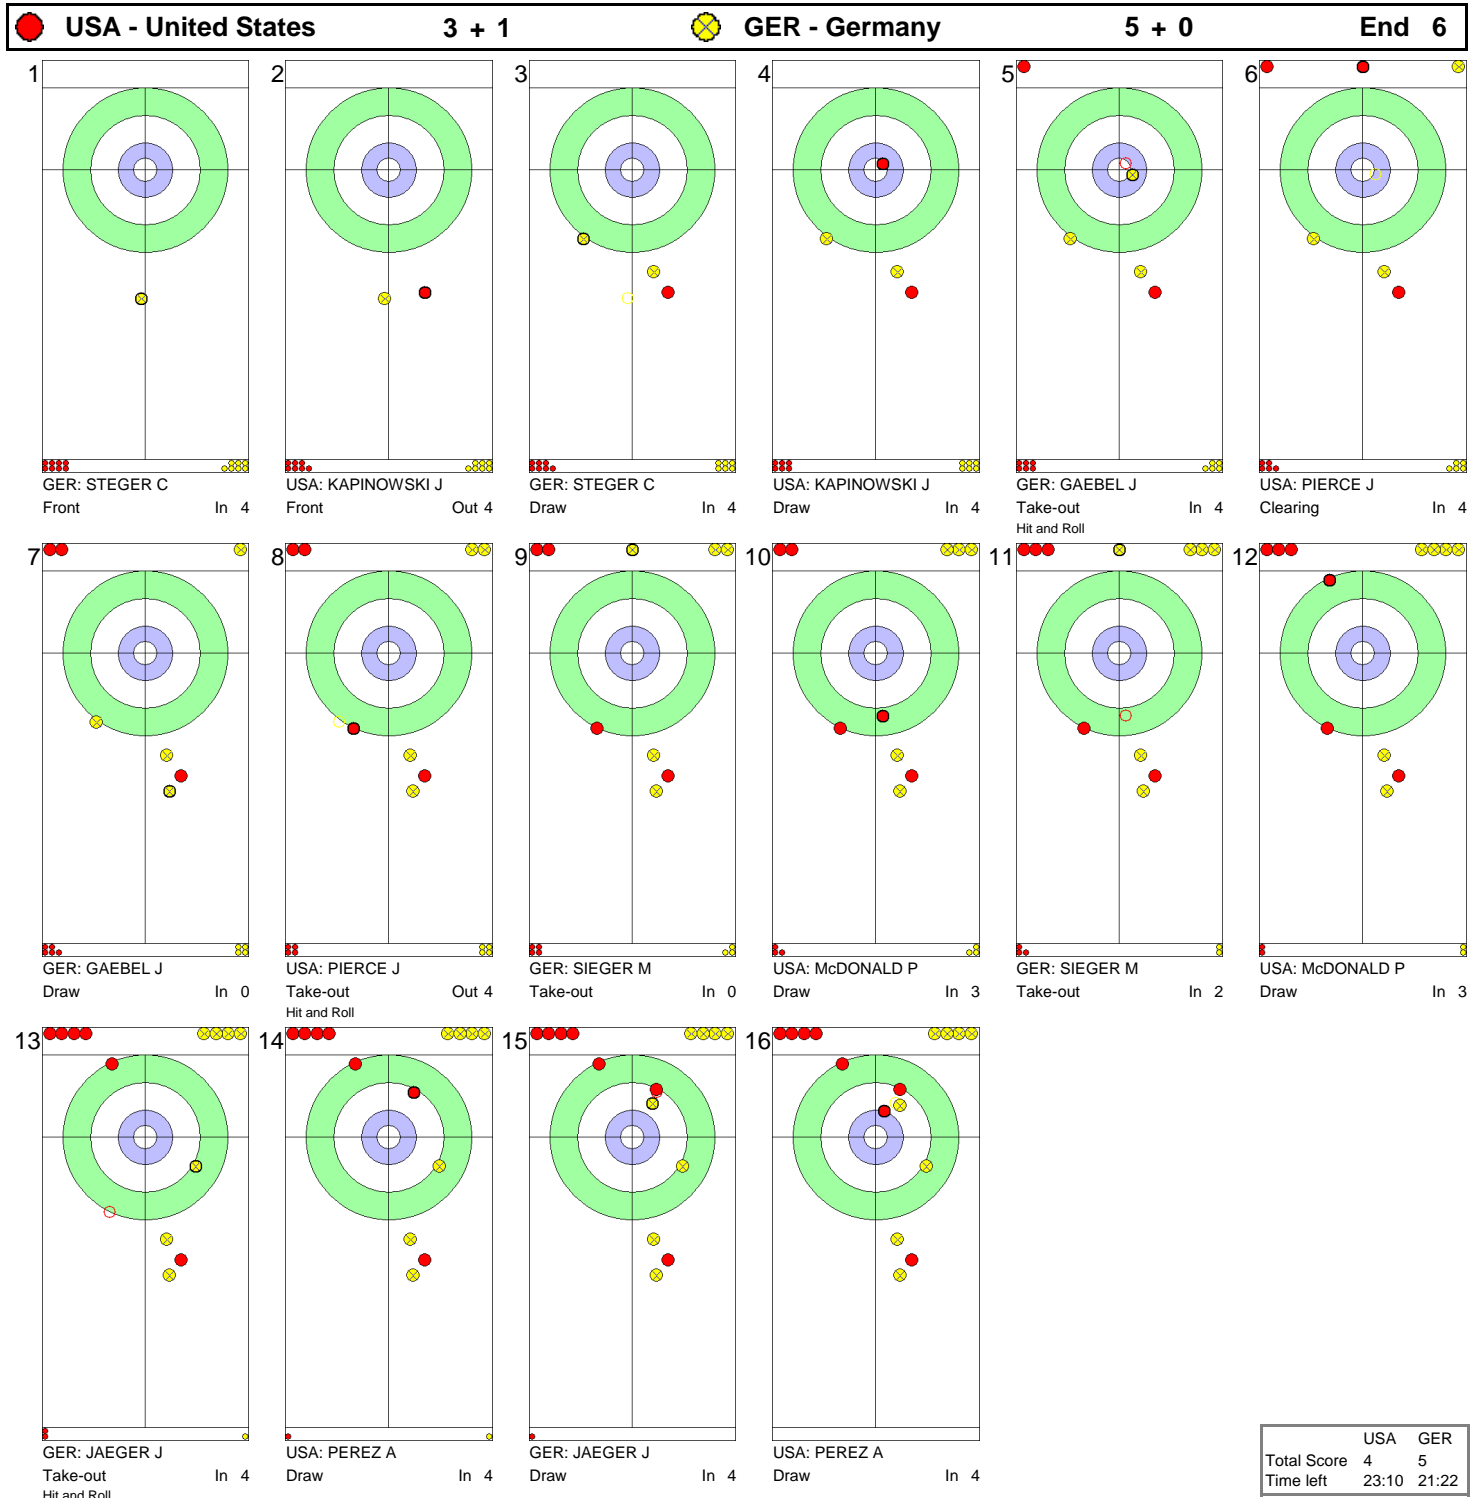 USA - United States 3 + 1 GER - Germany 5 + 0 End 6
1 2 3 4 5 6
GER: STEGER C USA: KAPINOWSKI J GER: STEGER C USA: KAPINOWSKI J GER: GAEBEL J USA: PIERCE J
Front In 4 Front Out 4 Draw In 4 Draw In 4 Take-out In 4 Clearing In 4
Hit and Roll
7 8 9 10 11 12
GER: GAEBEL J USA: PIERCE J GER: SIEGER M USA: McDONALD P GER: SIEGER M USA: McDONALD P
Draw In 0 Take-out Out 4 Take-out In 0 Draw In 3 Take-out In 2 Draw In 3
Hit and Roll
13 14 15 16
GER: JAEGER J USA: PEREZ A GER: JAEGER J USA: PEREZ A
Take-out In 4 Draw In 4 Draw In 4 Draw In 4
Hit and Roll
USA GER
Total Score 4 5
Time left 23:10 21:22